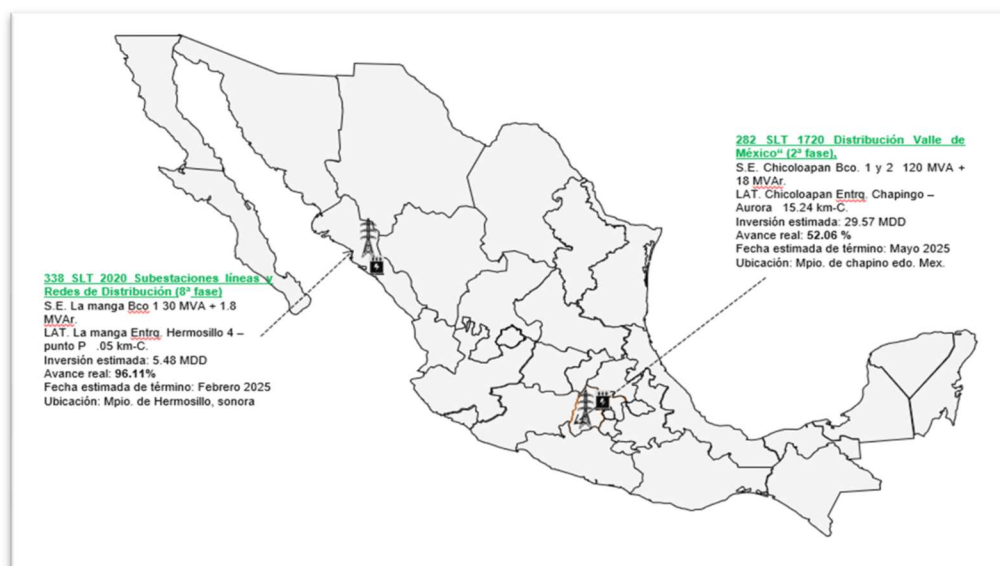 338 SLT 2020 Subestaciones líneas y
Redes de Distribución (8ª fase)
S.E. La manga Bco 1 30 MVA + 1.8
MVAr.
LAT. La manga Entrq. Hermosillo 4 –
punto P .05 km-C.
Inversión estimada: 5.48 MDD
Avance real: 96.11%
Fecha estimada de término: Febrero 2025
Ubicación: Mpio. de Hermosillo, sonora
282 SLT 1720 Distribución Valle de
México" (2ª fase),
S.E. Chicoloapan Bco. 1 y 2 120 MVA +
18 MVAr.
LAT. Chicoloapan Entrq. Chapingo –
Aurora 15.24 km-C.
Inversión estimada: 29.57 MDD
Avance real: 52.06 %
Fecha estimada de término: Mayo 2025
Ubicación: Mpio. de chapino edo. Mex.